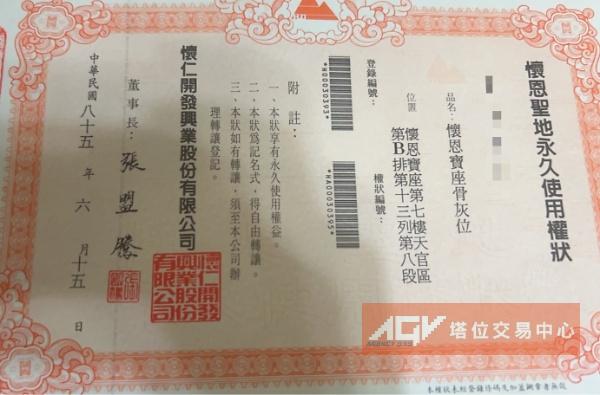 懷恩聖地永久使用權狀
品名：懷恩寶座骨灰位
位置：懷恩寶座第七樓天官區
第B排第十三列第八段
登錄編號：
權狀編號：
*HA00030395*
附註：
一、本狀享有永久使用權益。
二、本狀為記名式，得自由轉讓。
三、本狀如有轉讓，須至本公司辦
理轉讓登記。
懷仁開發興業股份有限公司
董事長：張盟騰
懷仁開發
興業股份
有限公司
中華民國八十五年六月十五日
AGV 塔位交易中心